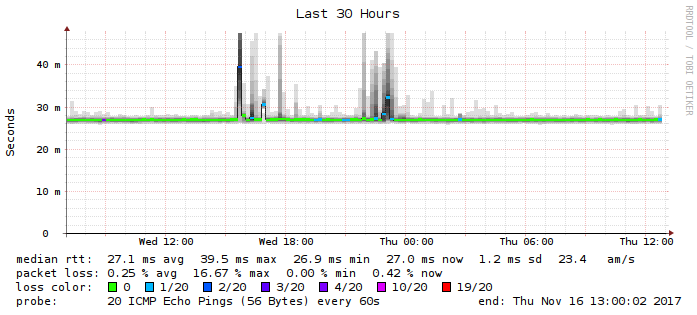 Last 30 Hours
RRDTOOL / TOBI OETIKER
Seconds
40 m
30 m
20 m
10 m
0
Wed 12:00 Wed 18:00 Thu 00:00 Thu 06:00 Thu 12:00
median rtt: 27.1 ms avg 39.5 ms max 26.9 ms min 27.0 ms now 1.2 ms sd 23.4 am/s
packet loss: 0.25 % avg 16.67 % max 0.00 % min 0.42 % now
loss color: 0 1/20 2/20 3/20 4/20 10/20 19/20
probe: 20 ICMP Echo Pings (56 Bytes) every 60s end: Thu Nov 16 13:00:02 2017